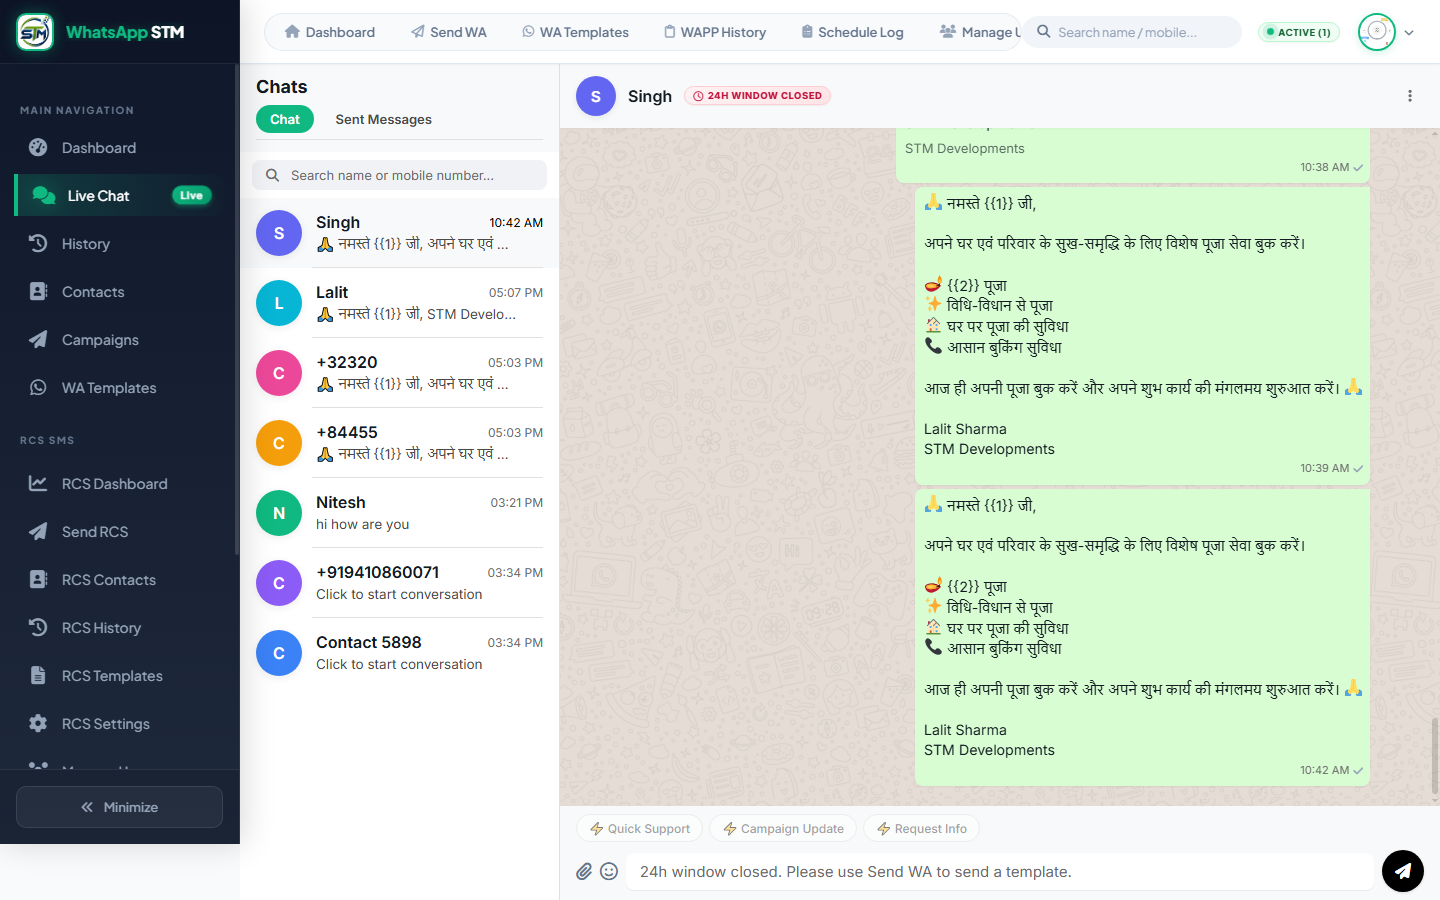 WhatsApp STM
Dashboard
Send WA
WA Templates
WAPP History
Schedule Log
Manage U
Search name / mobile...
ACTIVE (1)
MAIN NAVIGATION
Dashboard
Live Chat
Live
History
Contacts
Campaigns
WA Templates
RCS SMS
RCS Dashboard
Send RCS
RCS Contacts
RCS History
RCS Templates
RCS Settings
Minimize
Chats
Chat
Sent Messages
Search name or mobile number...
S
Singh
10:42 AM
🙏 नमस्ते {{1}} जी, अपने घर एवं ...
L
Lalit
05:07 PM
🙏 नमस्ते {{1}} जी, STM Develo...
C
+32320
05:03 PM
🙏 नमस्ते {{1}} जी, अपने घर एवं ...
C
+84455
05:03 PM
🙏 नमस्ते {{1}} जी, अपने घर एवं ...
N
Nitesh
03:21 PM
hi how are you
C
+919410860071
03:34 PM
Click to start conversation
C
Contact 5898
03:34 PM
Click to start conversation
S
Singh
24H WINDOW CLOSED
STM Developments
10:38 AM
🙏 नमस्ते {{1}} जी,
अपने घर एवं परिवार के सुख-समृद्धि के लिए विशेष पूजा सेवा बुक करें।
🪔 {{2}} पूजा
✨ विधि-विधान से पूजा
🏠 घर पर पूजा की सुविधा
📞 आसान बुकिंग सुविधा
आज ही अपनी पूजा बुक करें और अपने शुभ कार्य की मंगलमय शुरुआत करें। 🙏
Lalit Sharma
STM Developments
10:39 AM
🙏 नमस्ते {{1}} जी,
अपने घर एवं परिवार के सुख-समृद्धि के लिए विशेष पूजा सेवा बुक करें।
🪔 {{2}} पूजा
✨ विधि-विधान से पूजा
🏠 घर पर पूजा की सुविधा
📞 आसान बुकिंग सुविधा
आज ही अपनी पूजा बुक करें और अपने शुभ कार्य की मंगलमय शुरुआत करें। 🙏
Lalit Sharma
STM Developments
10:42 AM
⚡ Quick Support
⚡ Campaign Update
⚡ Request Info
24h window closed. Please use Send WA to send a template.